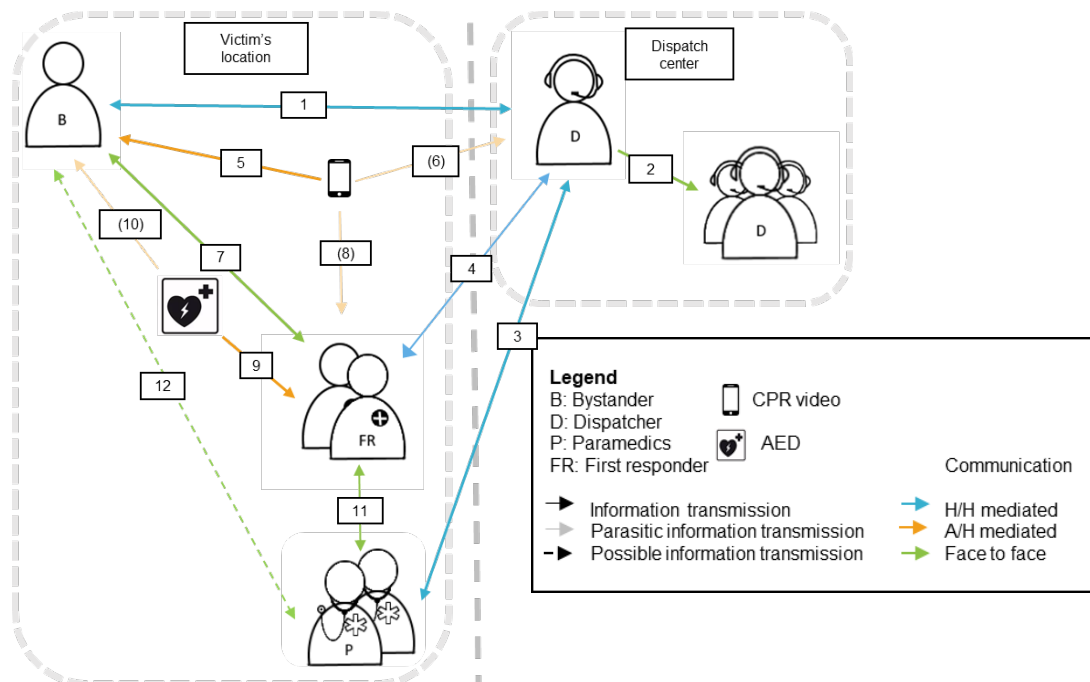 Victim's
location
Dispatch
center
B
1
D
5
(6)
2
D
(10)
7
(8)
4
9
3
12
FR
11
P
Legend
B: Bystander
D: Dispatcher
P: Paramedics
FR: First responder
CPR video
AED
Communication
Information transmission
Parasitic information transmission
Possible information transmission
H/H mediated
A/H mediated
Face to face